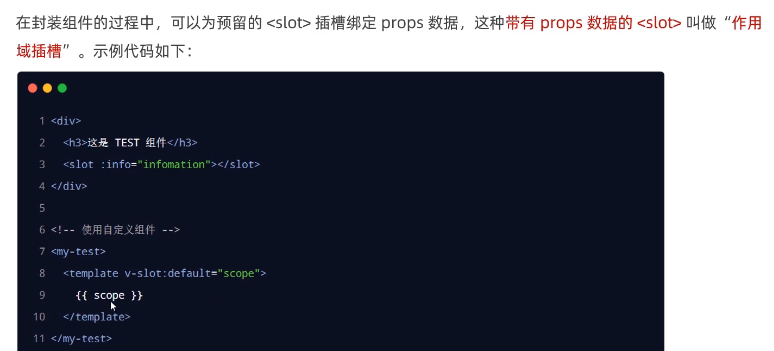 在封装组件的过程中，可以为预留的 <slot> 插槽绑定 props 数据，这种带有 props 数据的 <slot> 叫做“作用
域插槽”。示例代码如下：
1 <div>
2   <h3>这是 TEST 组件</h3>
3   <slot :info="infomation"></slot>
4 </div>
5
6 <!-- 使用自定义组件 -->
7 <my-test>
8   <template v-slot:default="scope">
9     {{ scope }}
10   </template>
11 </my-test>